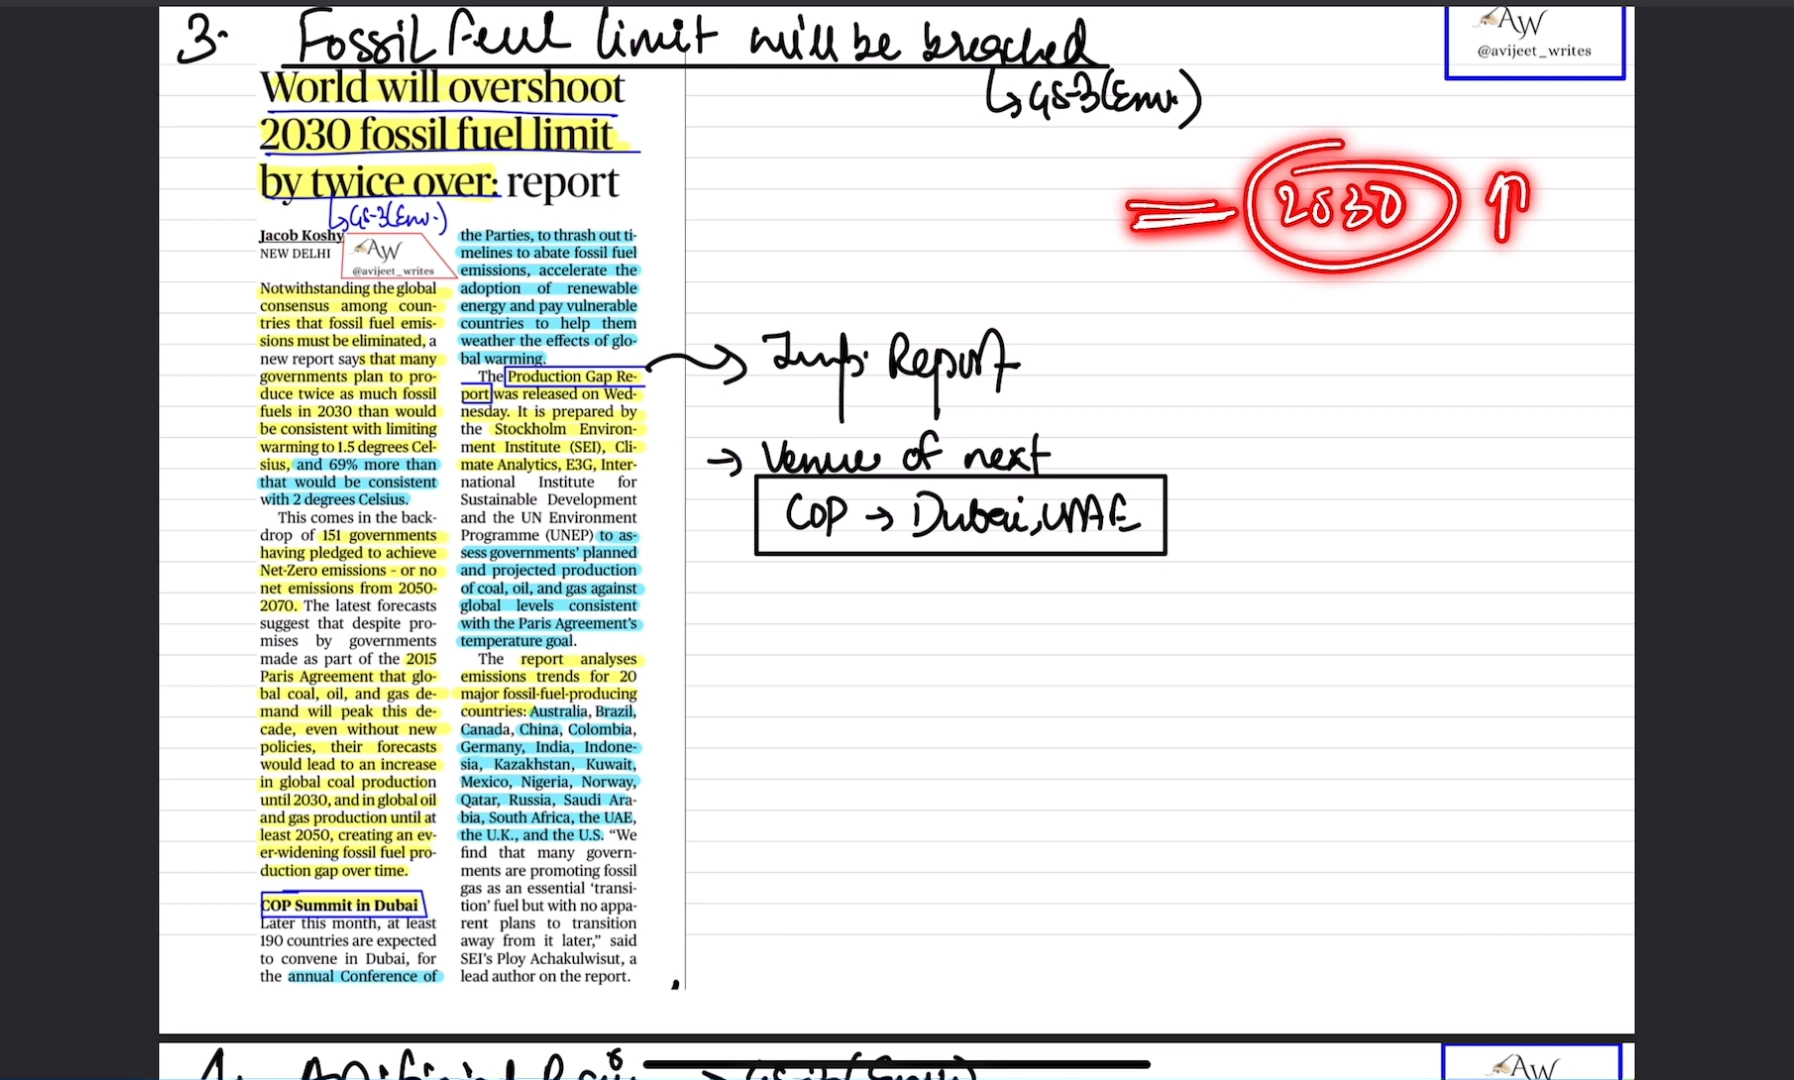 3. Fossil Feul limit will be breached
↳ GS-3(Env.)
AW
@avijeet_writes
World will overshoot
2030 fossil fuel limit
by twice over: report
↳ GS-3(Env.)
Jacob Koshy
NEW DELHI
AW
@avijeet_writes
Notwithstanding the global
consensus among coun-
tries that fossil fuel emis-
sions must be eliminated, a
new report says that many
governments plan to pro-
duce twice as much fossil
fuels in 2030 than would
be consistent with limiting
warming to 1.5 degrees Cel-
sius, and 69% more than
that would be consistent
with 2 degrees Celsius.
This comes in the back-
drop of 151 governments
having pledged to achieve
Net-Zero emissions - or no
net emissions from 2050-
2070. The latest forecasts
suggest that despite pro-
mises by governments
made as part of the 2015
Paris Agreement that glo-
bal coal, oil, and gas de-
mand will peak this de-
cade, even without new
policies, their forecasts
would lead to an increase
in global coal production
until 2030, and in global oil
and gas production until at
least 2050, creating an ev-
er-widening fossil fuel pro-
duction gap over time.
COP Summit in Dubai
Later this month, at least
190 countries are expected
to convene in Dubai, for
the annual Conference of
the Parties, to thrash out ti-
melines to abate fossil fuel
emissions, accelerate the
adoption of renewable
energy and pay vulnerable
countries to help them
weather the effects of glo-
bal warming.
The Production Gap Re-
port was released on Wed-
nesday. It is prepared by
the Stockholm Environ-
ment Institute (SEI), Cli-
mate Analytics, E3G, Inter-
national Institute for
Sustainable Development
and the UN Environment
Programme (UNEP) to as-
sess governments' planned
and projected production
of coal, oil, and gas against
global levels consistent
with the Paris Agreement's
temperature goal.
The report analyses
emissions trends for 20
major fossil-fuel-producing
countries: Australia, Brazil,
Canada, China, Colombia,
Germany, India, Indone-
sia, Kazakhstan, Kuwait,
Mexico, Nigeria, Norway,
Qatar, Russia, Saudi Ara-
bia, South Africa, the UAE,
the U.K., and the U.S. “We
find that many govern-
ments are promoting fossil
gas as an essential ‘transi-
tion’ fuel but with no appa-
rent plans to transition
away from it later,” said
SEI's Ploy Achakulwisut, a
lead author on the report.
= 2030 ↑
→ Imp. Report
→ Venue of next
COP → Dubai, UAE
AW